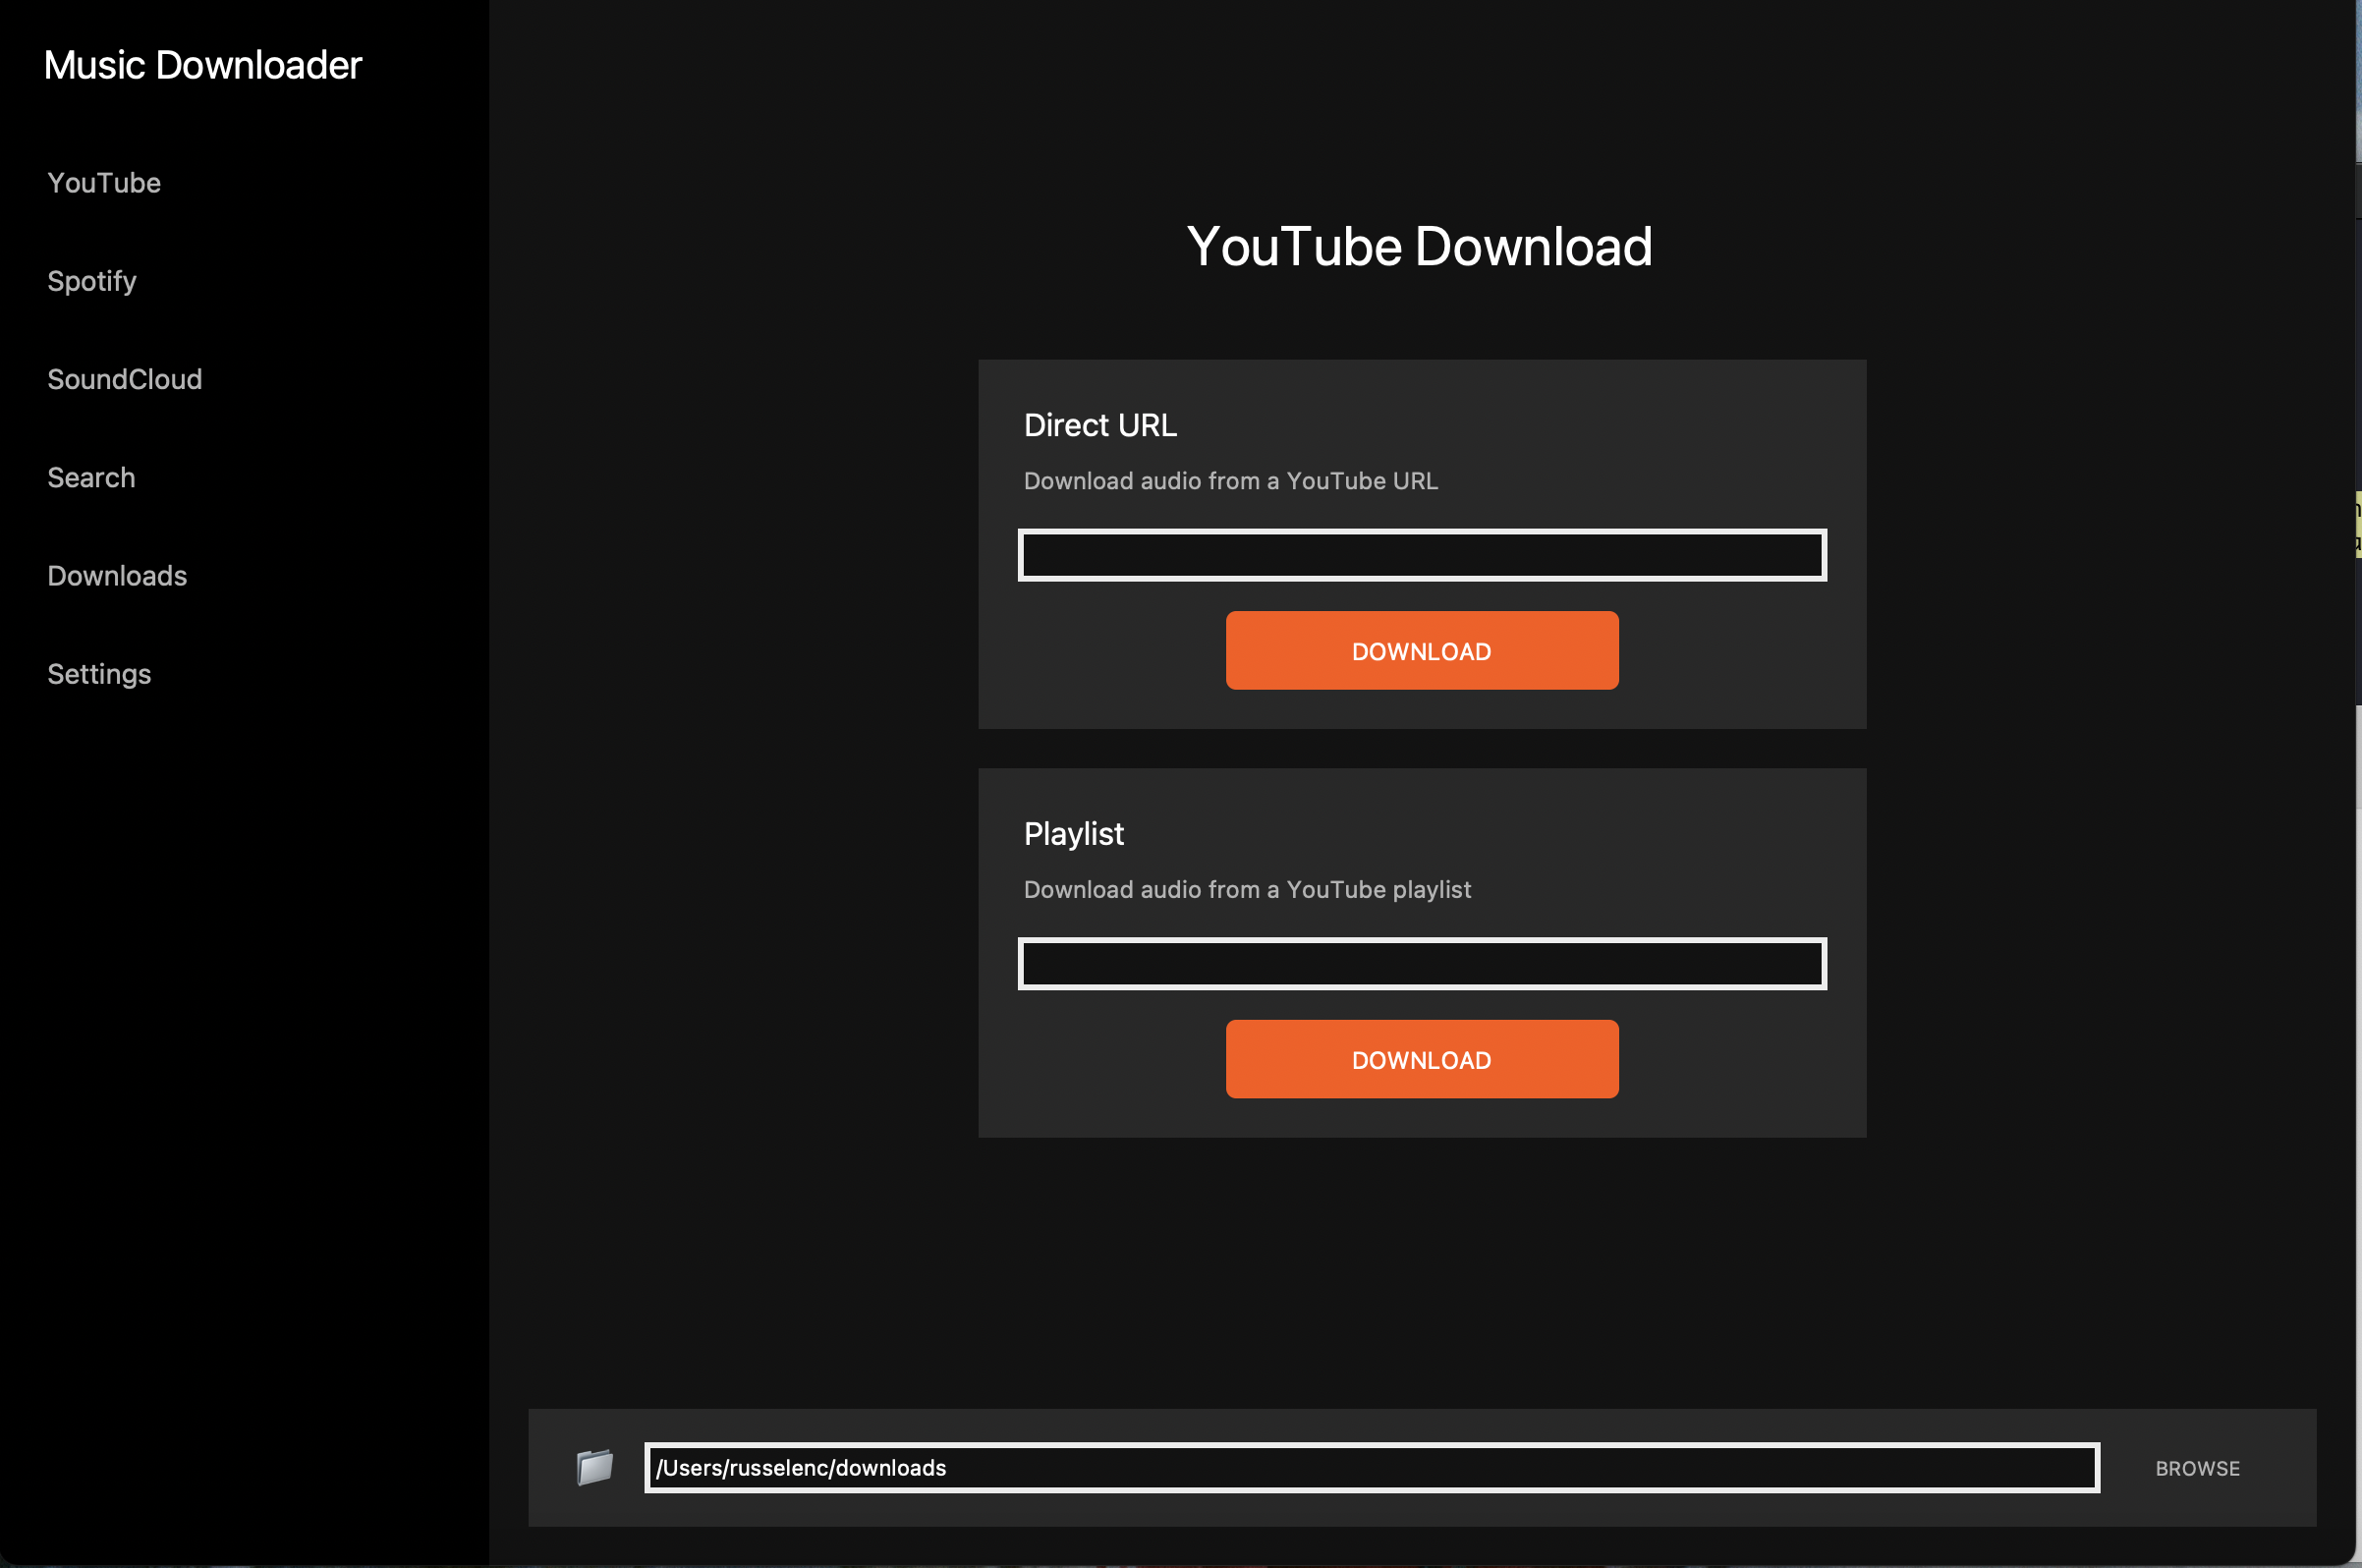 Music Downloader
YouTube
Spotify
SoundCloud
Search
Downloads
Settings
YouTube Download
Direct URL
Download audio from a YouTube URL
DOWNLOAD
Playlist
Download audio from a YouTube playlist
DOWNLOAD
/Users/russelenc/downloads
BROWSE